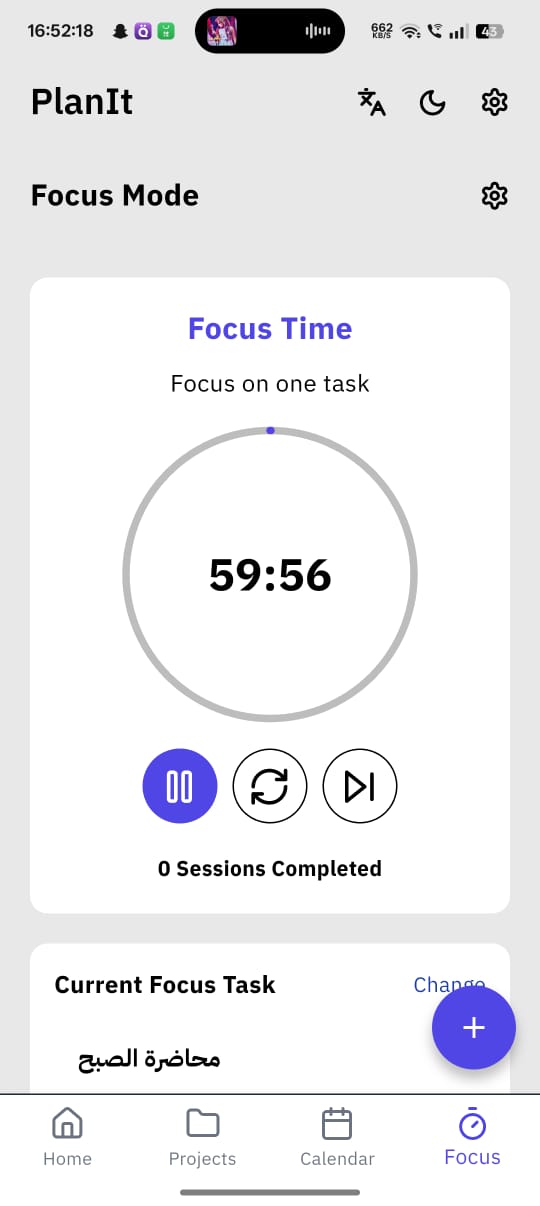 16:52:18
662
KB/S
43
PlanIt
Focus Mode
Focus Time
Focus on one task
59:56
0 Sessions Completed
Current Focus Task
Change
محاضرة الصبح
Home
Projects
Calendar
Focus